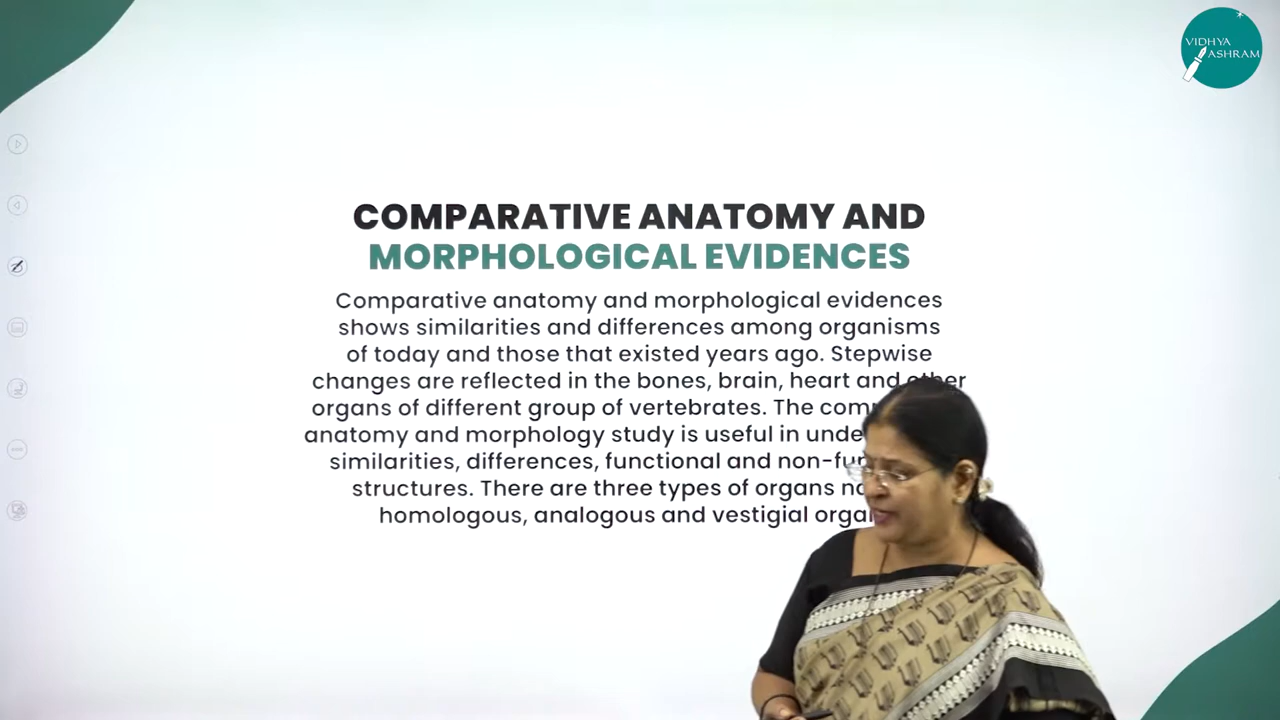 VIDHYA
ASHRAM
COMPARATIVE ANATOMY AND
MORPHOLOGICAL EVIDENCES
Comparative anatomy and morphological evidences
shows similarities and differences among organisms
of today and those that existed years ago. Stepwise
changes are reflected in the bones, brain, heart and other
organs of different group of vertebrates. The
anatomy and morphology study is useful in
similarities, differences, functional and
structures. There are three types of organs
homologous, analogous and vestigial